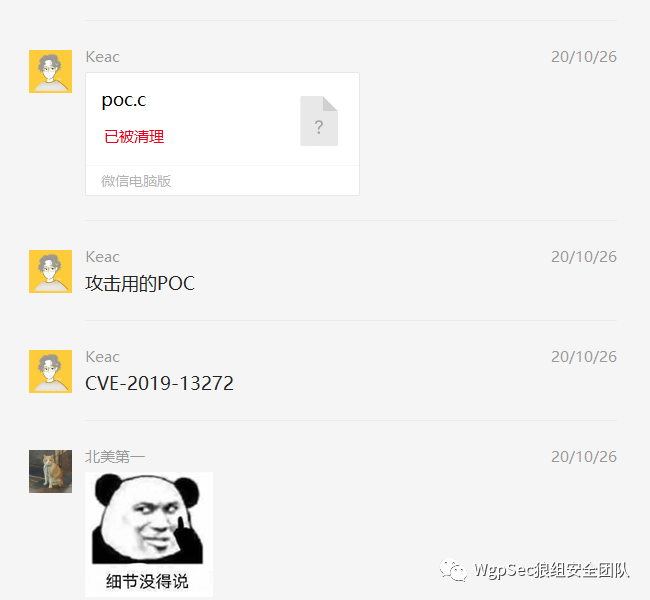 Keac 20/10/26
poc.c
已被清理
?
微信电脑版
Keac 20/10/26
攻击用的POC
Keac 20/10/26
CVE-2019-13272
北美第一 20/10/26
细节没得说
WgpSec狼组安全团队